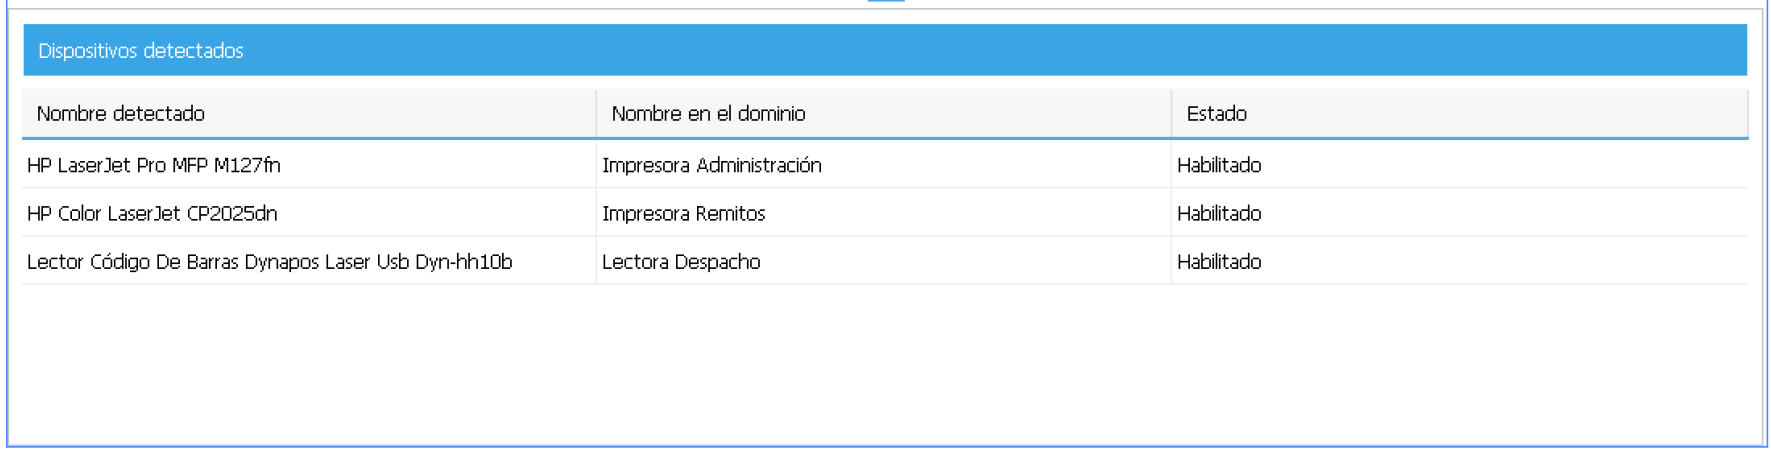 Dispositivos detectados
Nombre detectado Nombre en el dominio Estado
HP LaserJet Pro MFP M127fn Impresora Administración Habilitado
HP Color LaserJet CP2025dn Impresora Remitos Habilitado
Lector Código De Barras Dynapos Laser Usb Dyn-hh10b Lectora Despacho Habilitado